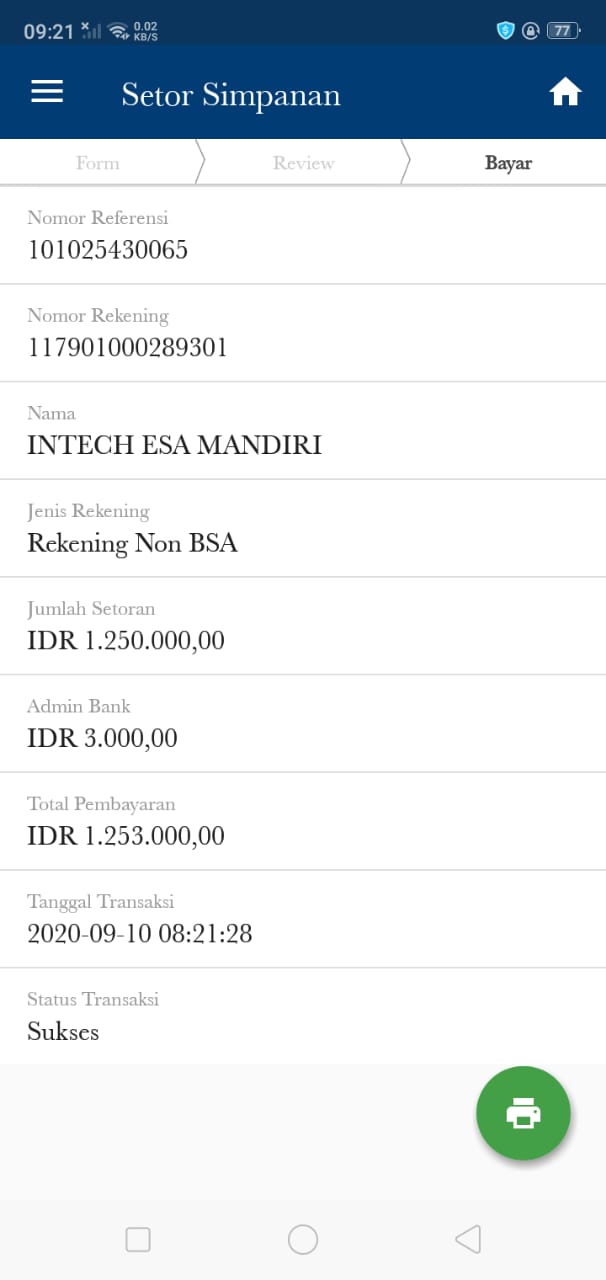 09:21 0.02 KB/S 77
Setor Simpanan
Form Review Bayar
Nomor Referensi
101025430065
Nomor Rekening
117901000289301
Nama
INTECH ESA MANDIRI
Jenis Rekening
Rekening Non BSA
Jumlah Setoran
IDR 1.250.000,00
Admin Bank
IDR 3.000,00
Total Pembayaran
IDR 1.253.000,00
Tanggal Transaksi
2020-09-10 08:21:28
Status Transaksi
Sukses